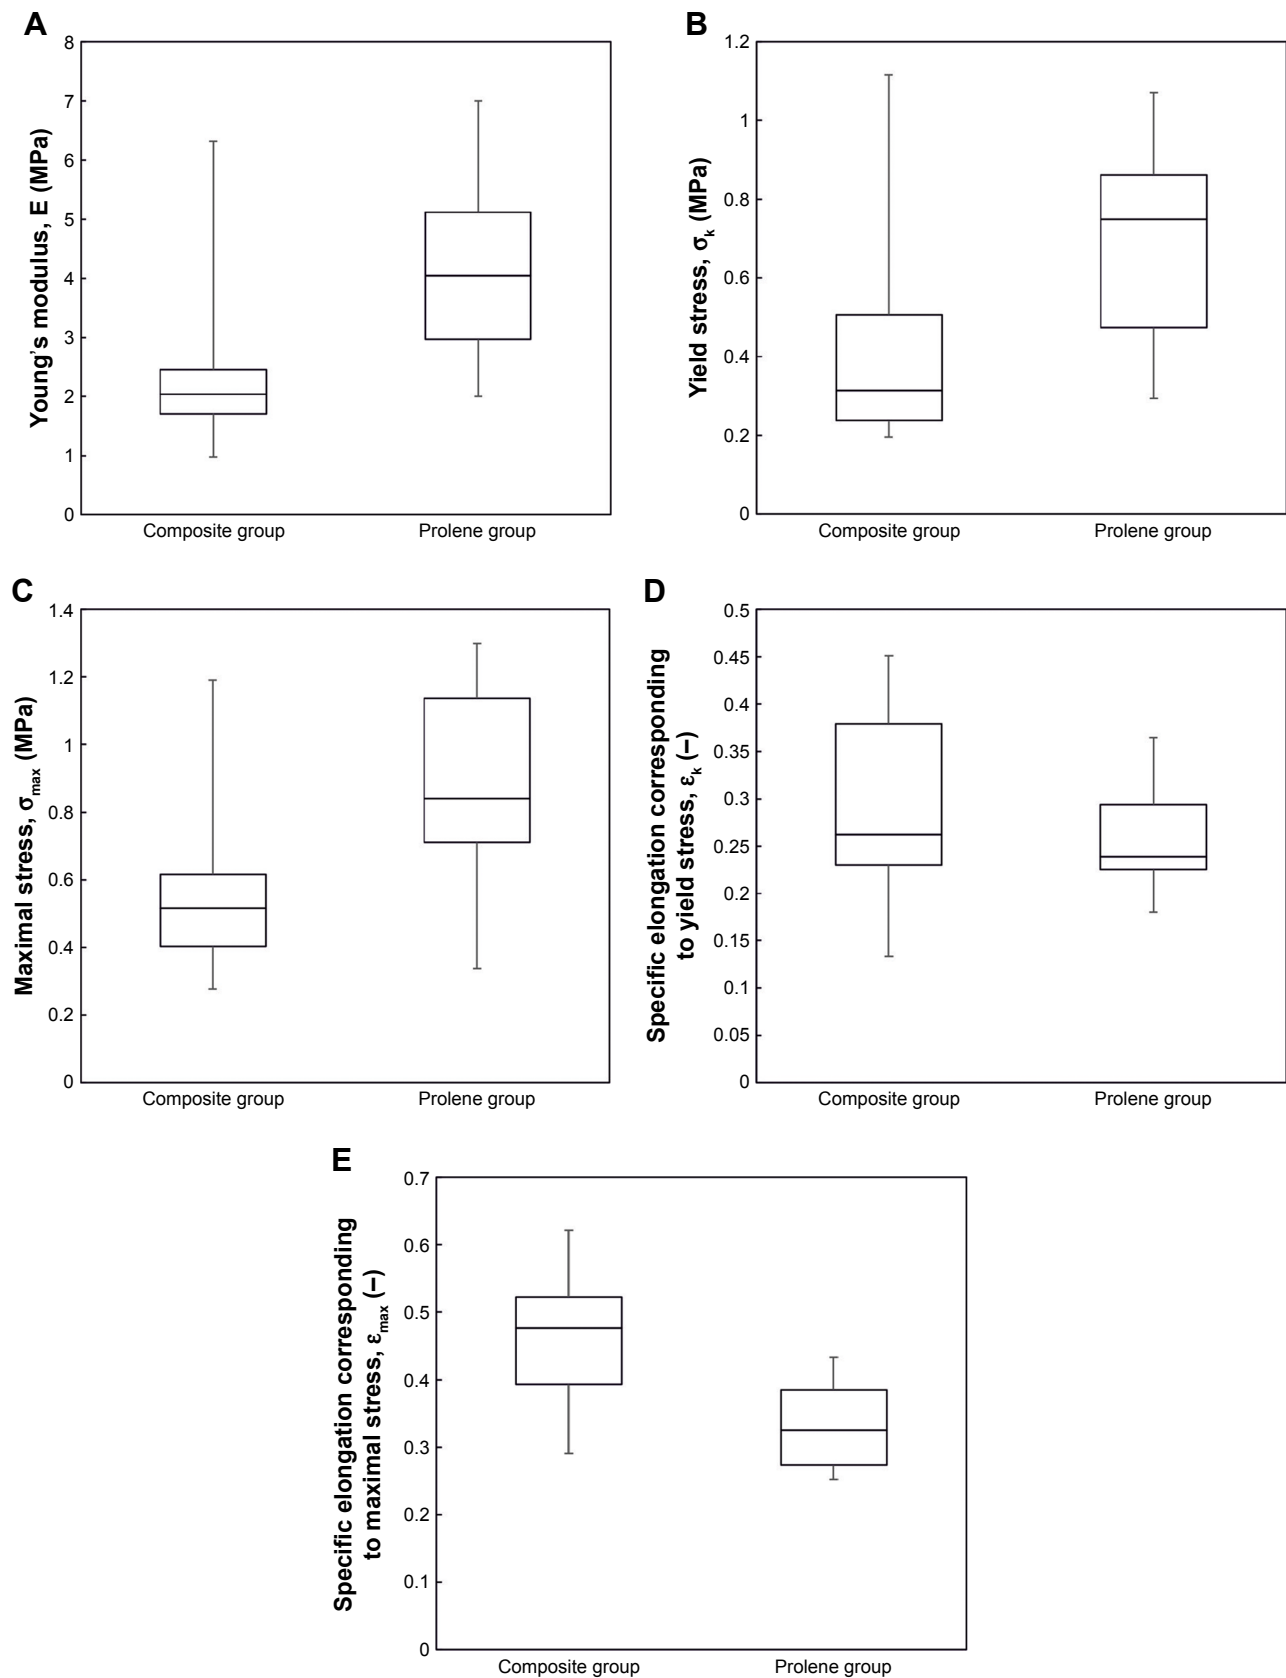 A
Young's modulus, E (MPa)
8
7
6
5
4
3
2
1
0
Composite group
Prolene group
B
Yield stress, σk (MPa)
1.2
1
0.8
0.6
0.4
0.2
0
Composite group
Prolene group
C
Maximal stress, σmax (MPa)
1.4
1.2
1
0.8
0.6
0.4
0.2
0
Composite group
Prolene group
D
Specific elongation corresponding
to yield stress, εk (–)
0.5
0.45
0.4
0.35
0.3
0.25
0.2
0.15
0.1
0.05
0
Composite group
Prolene group
E
Specific elongation corresponding
to maximal stress, εmax (–)
0.7
0.6
0.5
0.4
0.3
0.2
0.1
0
Composite group
Prolene group